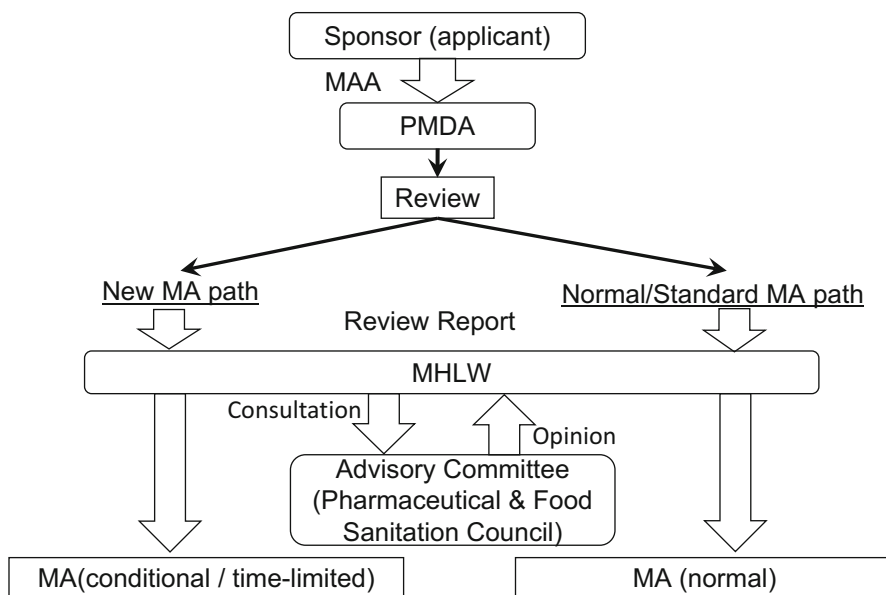 Sponsor (applicant)
MAA
PMDA
Review
New MA path
Normal/Standard MA path
Review Report
MHLW
Consultation
Opinion
Advisory Committee
(Pharmaceutical & Food
Sanitation Council)
MA(conditional / time-limited)
MA (normal)